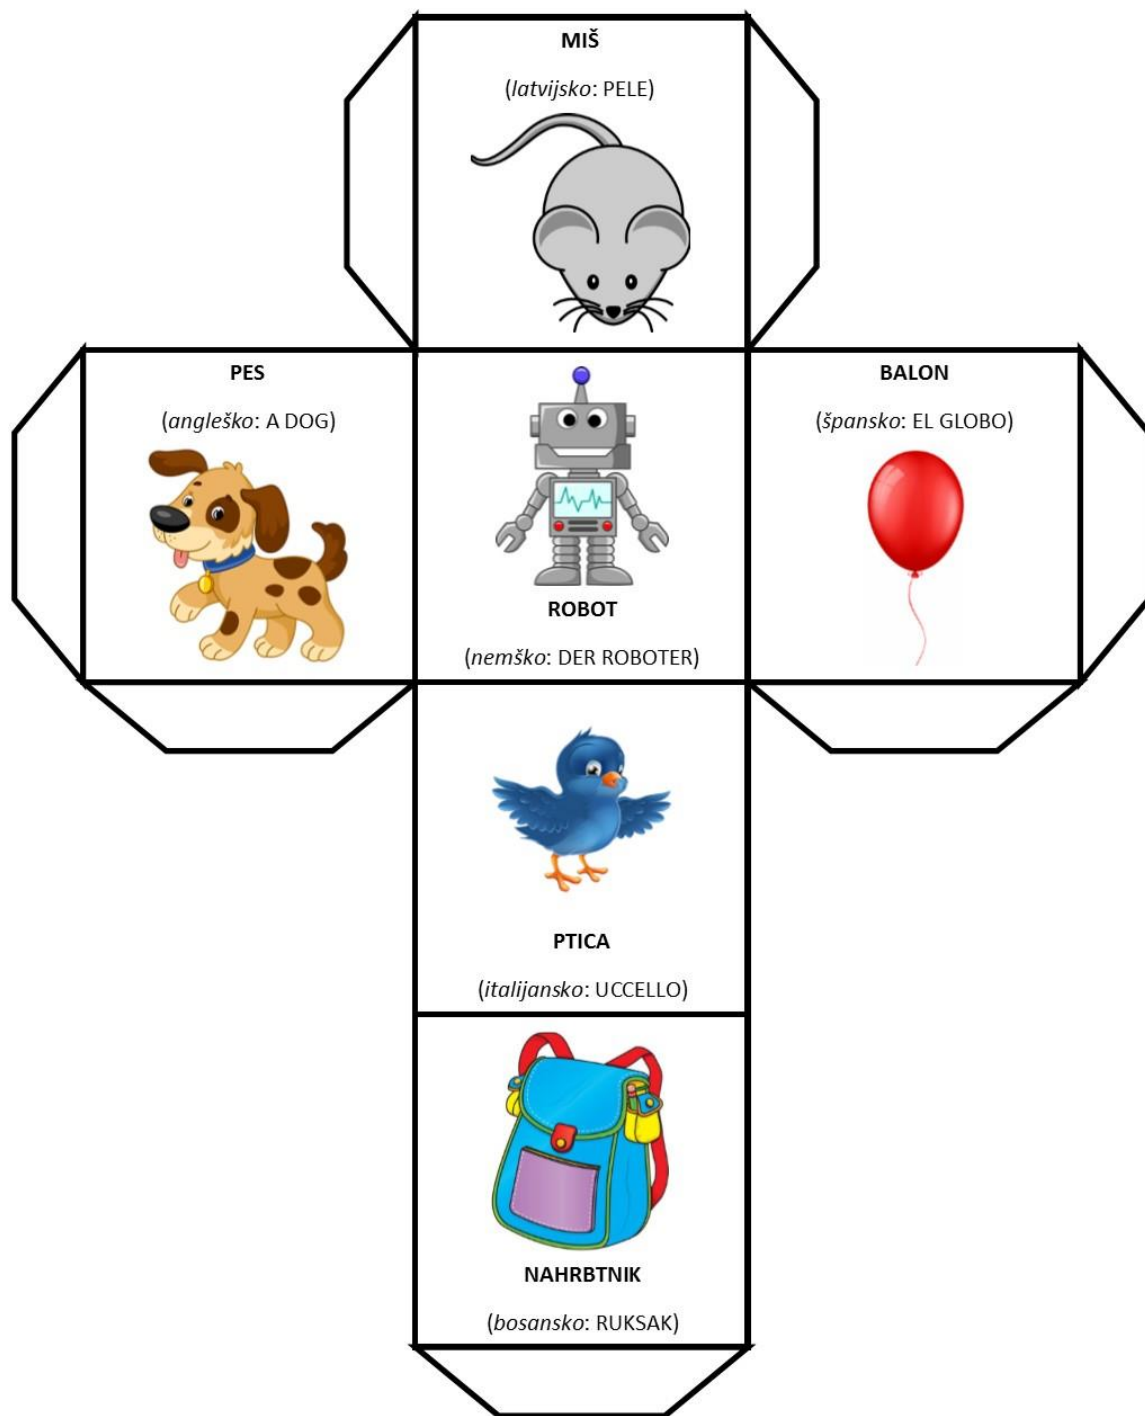 MIŠ
(latvijsko: PELE)
PES
(angleško: A DOG)
BALON
(špansko: EL GLOBO)
ROBOT
(nemško: DER ROBOTER)
PTICA
(italijansko: UCCELLO)
NAHRBTNIK
(bosansko: RUKSAK)